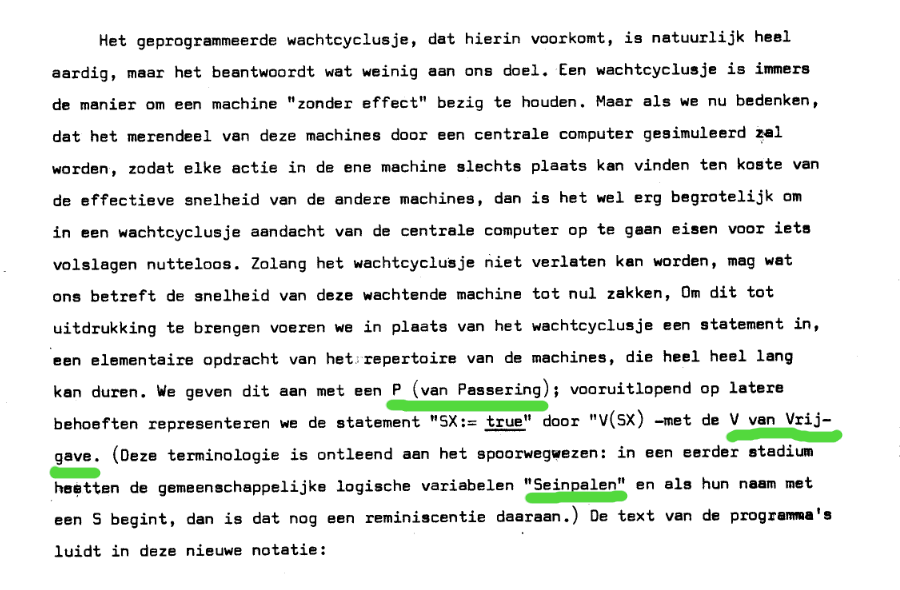 Het geprogrammeerde wachtcyclusje, dat hierin voorkomt, is natuurlijk heel
aardig, maar het beantwoordt wat weinig aan ons doel. Een wachtcyclusje is immers
de manier om een machine "zonder effect" bezig te houden. Maar als we nu bedenken,
dat het merendeel van deze machines door een centrale computer gesimuleerd zal
worden, zodat elke actie in de ene machine slechts plaats kan vinden ten koste van
de effectieve snelheid van de andere machines, dan is het wel erg begrotelijk om
in een wachtcyclusje aandacht van de centrale computer op te gaan eisen voor iets
volslagen nutteloos. Zolang het wachtcyclusje niet verlaten kan worden, mag wat
ons betreft de snelheid van deze wachtende machine tot nul zakken, Om dit tot
uitdrukking te brengen voeren we in plaats van het wachtcyclusje een statement in,
een elementaire opdracht van het repertoire van de machines, die heel heel lang
kan duren. We geven dit aan met een P (van Passering); vooruitlopend op latere
behoeften representeren we de statement "SX:= true" door "V(SX) -met de V van Vrij-
gave. (Deze terminologie is ontleend aan het spoorwegwezen: in een eerder stadium
heetten de gemeenschappelijke logische variabelen "Seinpalen" en als hun naam met
een S begint, dan is dat nog een reminiscentie daaraan.) De text van de programma's
luidt in deze nieuwe notatie: